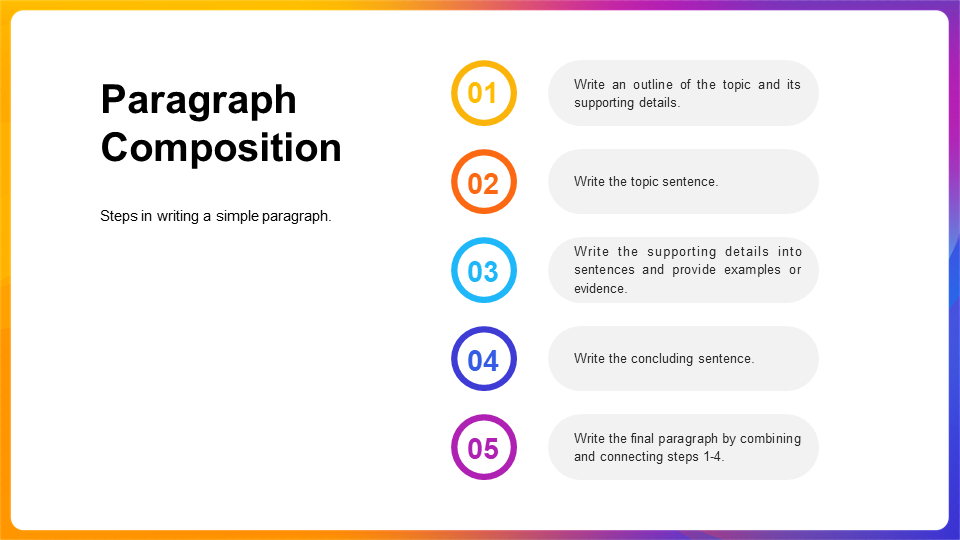 Paragraph
Composition
Steps in writing a simple paragraph.
01
Write an outline of the topic and its
supporting details.
02
Write the topic sentence.
03
Write the supporting details into
sentences and provide examples or
evidence.
04
Write the concluding sentence.
05
Write the final paragraph by combining
and connecting steps 1-4.